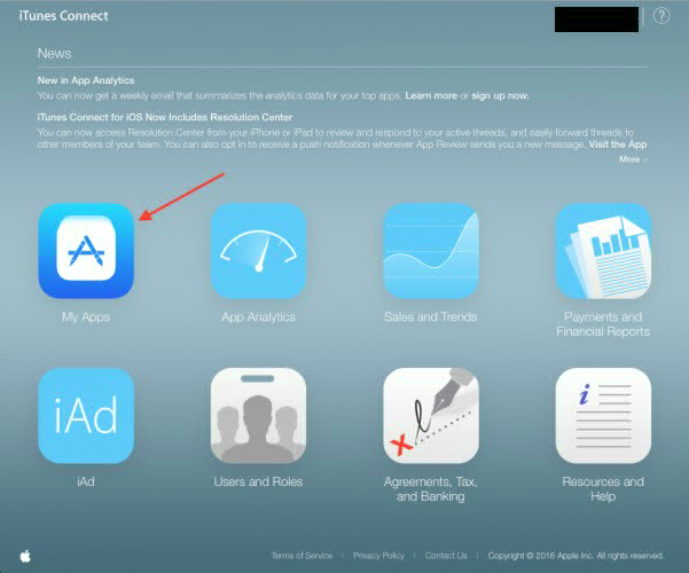 iTunes Connect
?
News
New in App Analytics
You can now get a weekly email that summarizes the analytics data for your top apps. Learn more or sign up now.
iTunes Connect for iOS Now Includes Resolution Center
You can now access Resolution Center from your iPhone or iPad to review and respond to your active threads, and easily forward threads to
other members of your team. You can also opt in to receive a push notification whenever App Review sends you a new message. Visit the App
More
My Apps
App Analytics
Sales and Trends
Payments and
Financial Reports
iAd
i
iAd
Users and Roles
Agreements, Tax,
and Banking
Resources and
Help
Terms of Service | Privacy Policy | Contact Us | Copyright © 2016 Apple Inc. All rights reserved.